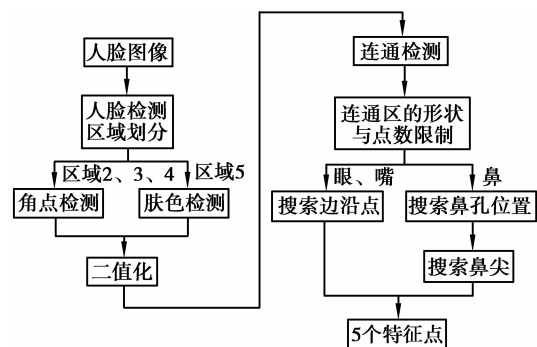 人脸图像
人脸检测
区域划分
区域2、3、4
区域5
角点检测
肤色检测
二值化
连通检测
连通区的形状
与点数限制
眼、嘴
鼻
搜索边沿点
搜索鼻孔位置
搜索鼻尖
5个特征点